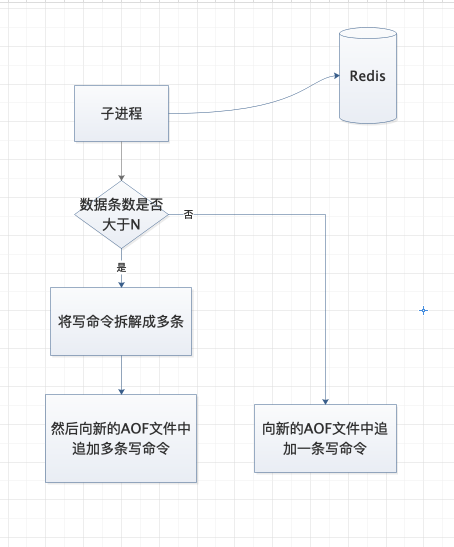 Redis
子进程
数据条数是否
大于N
否
是
将写命令拆解成多条
然后向新的AOF文件中
追加多条写命令
向新的AOF文件中追
加一条写命令